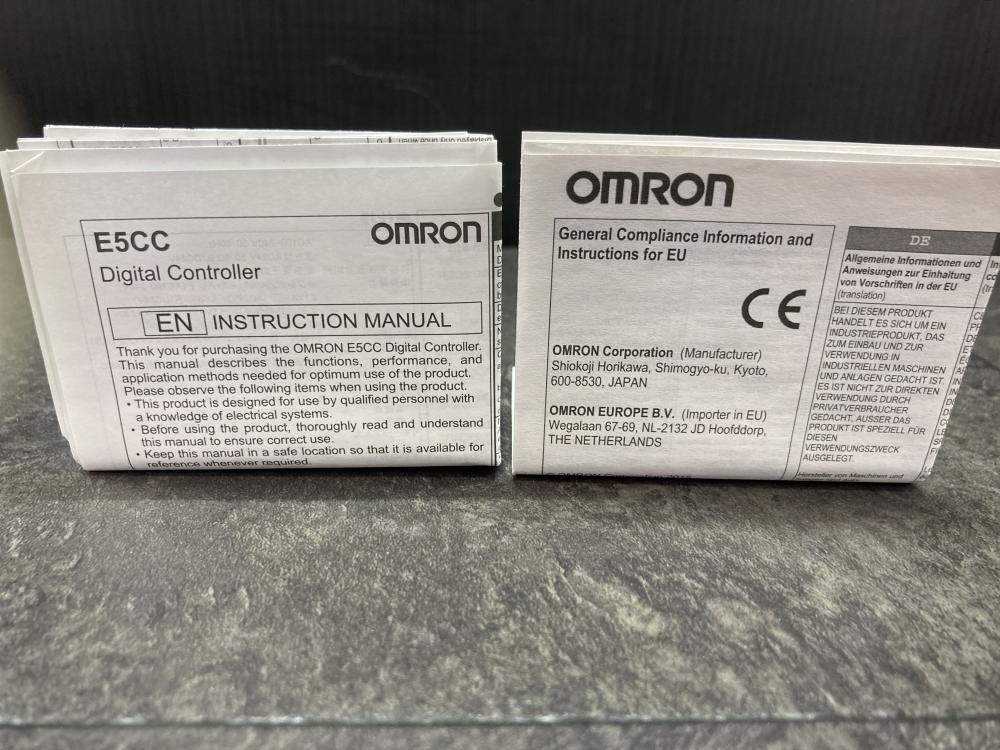 E5CC
OMRON
Digital Controller
EN INSTRUCTION MANUAL
Thank you for purchasing the OMRON E5CC Digital Controller.
This manual describes the functions, performance, and
application methods needed for optimum use of the product.
Please observe the following items when using the product.
• This product is designed for use by qualified personnel with
a knowledge of electrical systems.
• Before using the product, thoroughly read and understand
this manual to ensure correct use.
• Keep this manual in a safe location so that it is available for
reference whenever required.
OMRON
General Compliance Information and
Instructions for EU
CE
OMRON Corporation (Manufacturer)
Shiokoji Horikawa, Shimogyo-ku, Kyoto,
600-8530, JAPAN
OMRON EUROPE B.V. (Importer in EU)
Wegalaan 67-69, NL-2132 JD Hoofddorp,
THE NETHERLANDS
DE
Allgemeine Informationen und
Anweisungen zur Einhaltung
von Vorschriften in der EU
(translation)
BEI DIESEM PRODUKT
HANDELT ES SICH UM EIN
INDUSTRIEPRODUKT, DAS
ZUM EINBAU UND ZUR
VERWENDUNG IN
INDUSTRIELLEN MASCHINEN
UND ANLAGEN GEDACHT IST.
ES IST NICHT ZUR DIREKTEN
VERWENDUNG DURCH
PRIVATVERBRAUCHER
GEDACHT, AUSSER DAS
PRODUKT IST SPEZIELL FÜR
DIESEN
VERWENDUNGSZWECK
AUSGELEGT.
Hersteller von Maschinen und